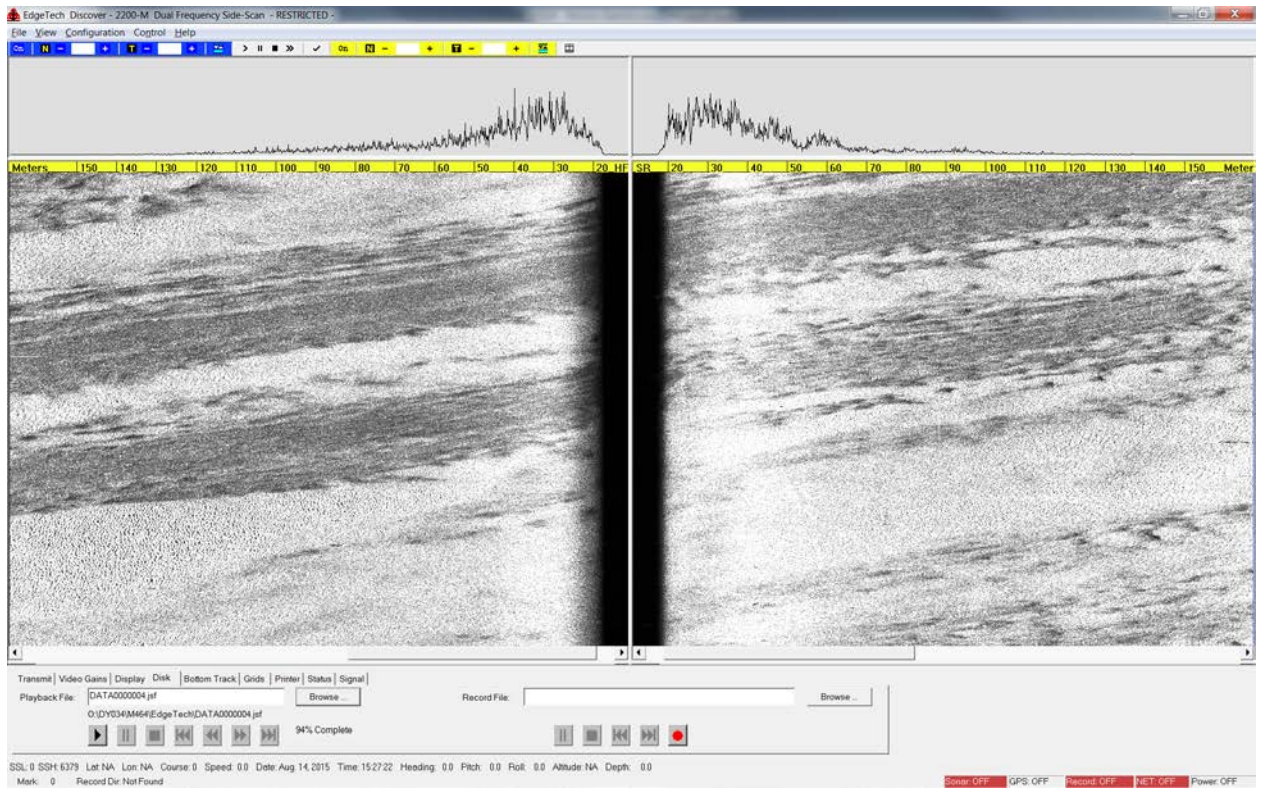 EdgeTech Discover - 2200-M Dual Frequency Side-Scan - RESTRICTED -
File View Configuration Control Help
On N - + T - + On N - + T - +
Meters 150 140 130 120 110 100 90 80 70 60 50 40 30 20 HF SR 20 30 40 50 60 70 80 90 100 110 120 130 140 150 Meter
Transmit Video Gains Display Disk Bottom Track Grids Printer Status Signal
Playback File: DATA0000004.jsf Browse ... Record File: Browse ..
O:\DY034\M464\EdgeTech\DATA0000004.jsf
94% Complete
SSL: 0 SSH: 6379 Lat: NA Lon: NA Course: 0 Speed: 0.0 Date: Aug. 14, 2015 Time: 15:27:22 Heading: 0.0 Pitch: 0.0 Roll: 0.0 Altitude: NA Depth: 0.0
Mark: 0 Record Dir: Not Found Sonar: OFF GPS: OFF Record: OFF NET: OFF Power: OFF